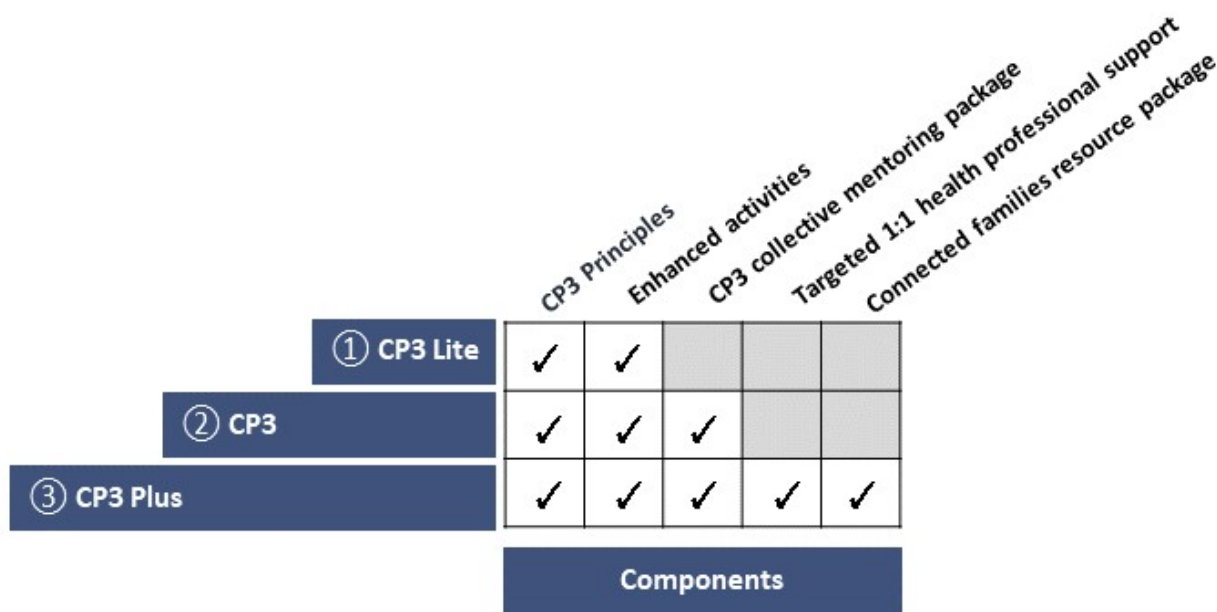 CP3 Principles
Enhanced activities
CP3 collective mentoring package
Targeted 1:1 health professional support
Connected families resource package
① CP3 Lite
✓ ✓
② CP3
✓ ✓ ✓
③ CP3 Plus
✓ ✓ ✓ ✓ ✓
Components